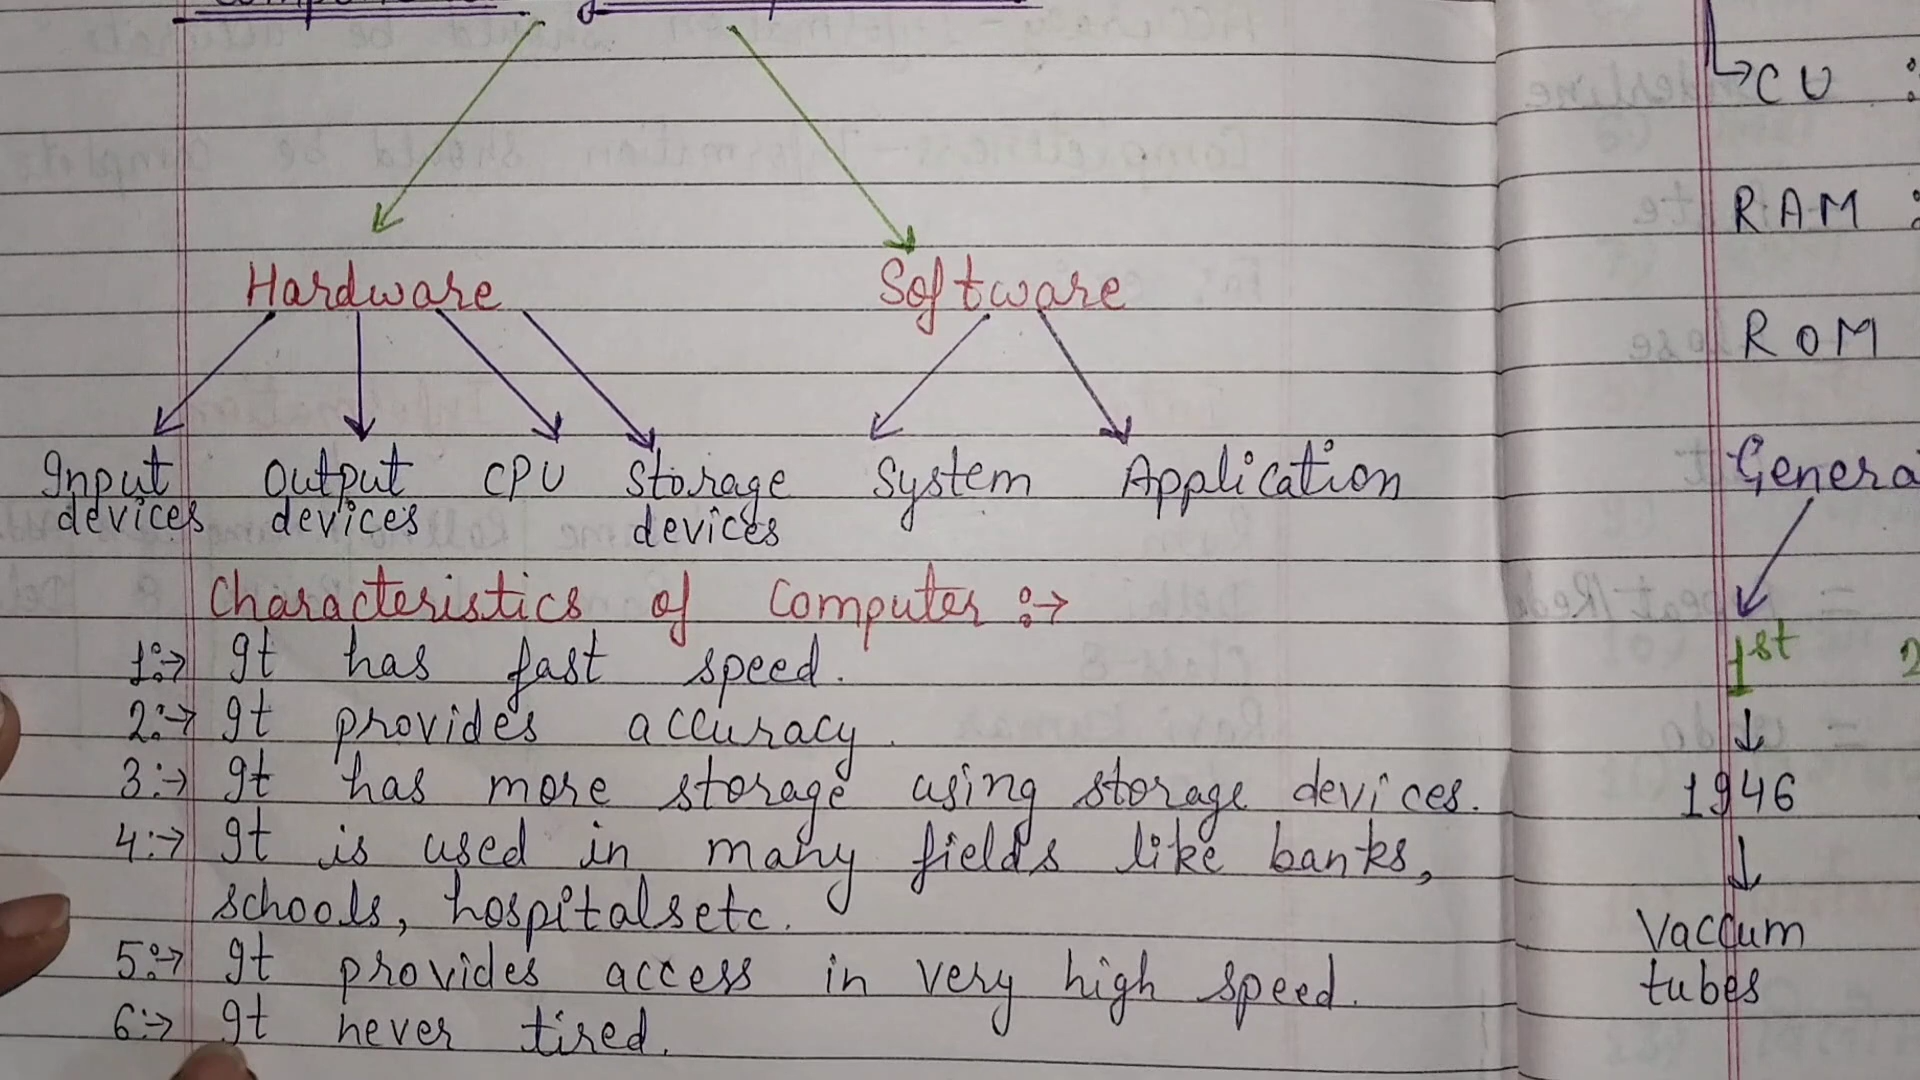 Hardware Software
Input devices Output devices CPU Storage devices System Application
Characteristics of Computer :→
1:→ It has fast speed.
2:→ It provides accuracy.
3:→ It has more storage using storage devices.
4:→ It is used in many fields like banks,
schools, hospitals etc.
5:→ It provides access in very high speed.
6:→ It never tired.
→CU :
RAM :
ROM
Genera
1st 2
1946
Vaccum
tubes